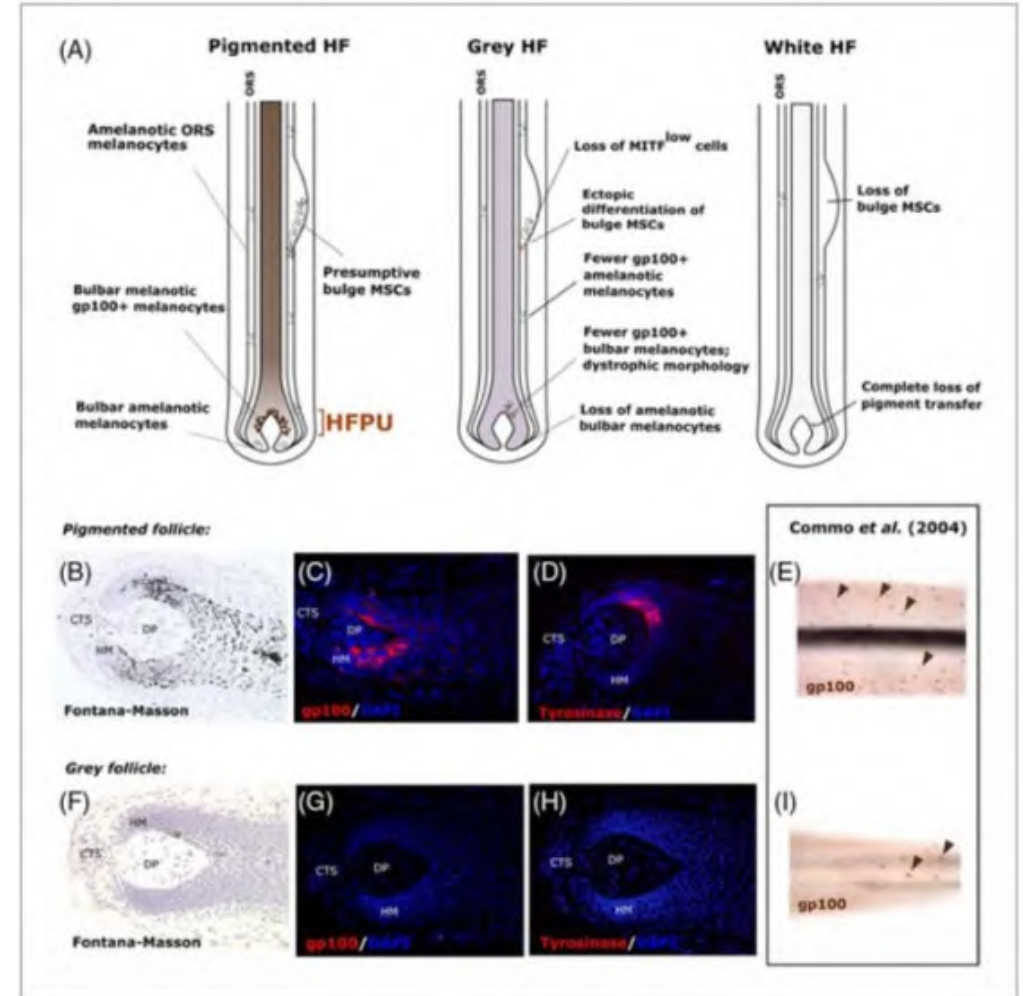 (A)
Pigmented HF
ORS
Amelanotic ORS
melanocytes
Presumptive
bulge MSCs
Bulbar melanotic
gp100+ melanocytes
Bulbar amelanotic
melanocytes
HFPU
Grey HF
ORS
Loss of MITFlow cells
Ectopic
differentiation of
bulge MSCs
Fewer gp100+
amelanotic
melanocytes
Fewer gp100+
bulbar melanocytes;
dystrophic morphology
Loss of amelanotic
bulbar melanocytes
White HF
ORS
Loss of
bulge MSCs
Complete loss of
pigment transfer
Pigmented follicle:
(B)
CTS
DP
HM
Fontana-Masson
(C)
CTS
DP
HM
gp100/DAPI
(D)
CTS
DP
HM
Tyrosinase/DAPI
Commo et al. (2004)
(E)
gp100
Grey follicle:
(F)
HM
CTS
DP
Fontana-Masson
(G)
CTS
DP
HM
gp100/DAPI
(H)
CTS
DP
HM
Tyrosinase/DAPI
(I)
gp100